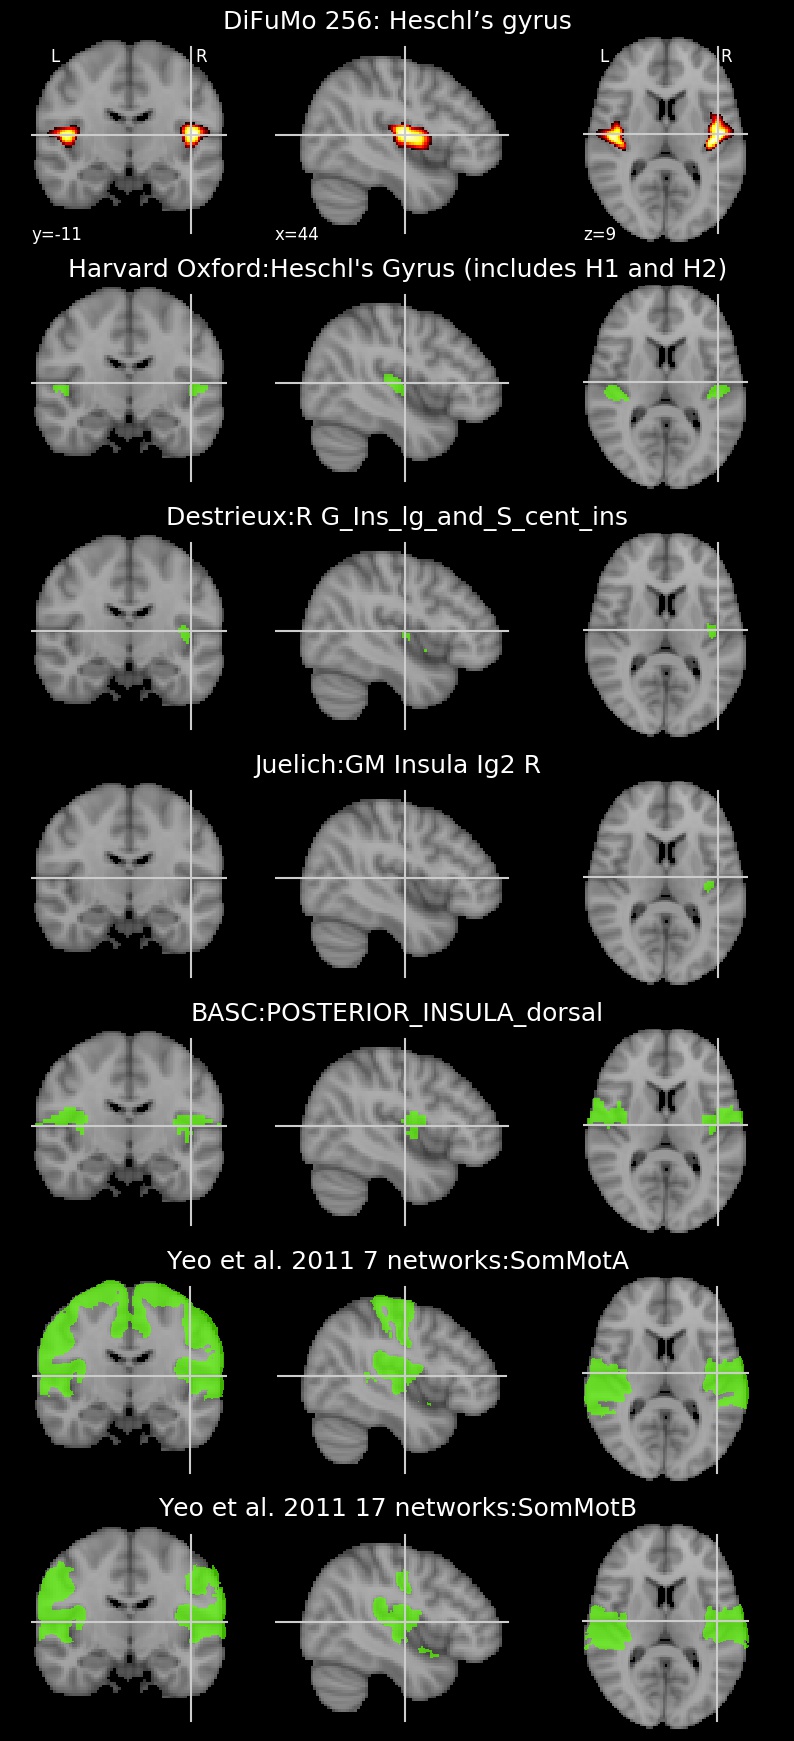 DiFuMo 256: Heschl’s gyrus
L R L R
y=-11 x=44 z=9
Harvard Oxford:Heschl's Gyrus (includes H1 and H2)
Destrieux:R G_Ins_lg_and_S_cent_ins
Juelich:GM Insula Ig2 R
BASC:POSTERIOR_INSULA_dorsal
Yeo et al. 2011 7 networks:SomMotA
Yeo et al. 2011 17 networks:SomMotB